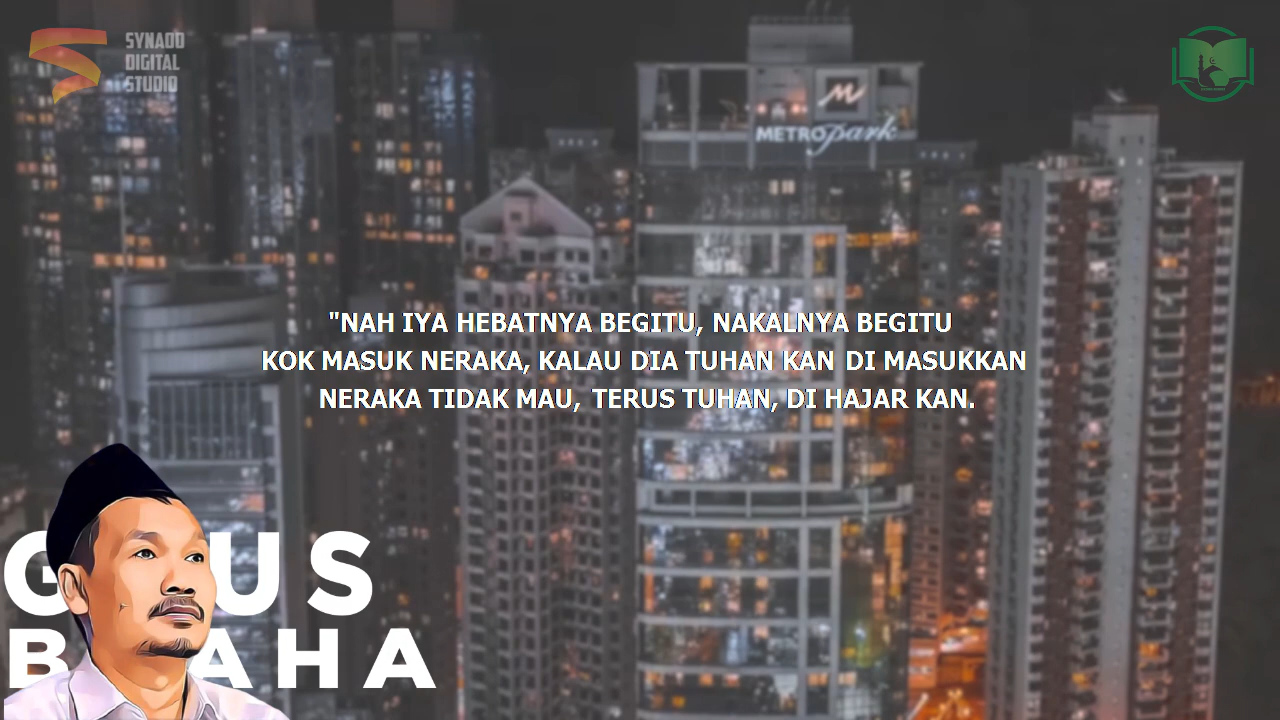 SYNADD
DIGITAL
STUDIO
METROpark
"NAH IYA HEBATNYA BEGITU, NAKALNYA BEGITU
KOK MASUK NERAKA, KALAU DIA TUHAN KAN DI MASUKKAN
NERAKA TIDAK MAU, TERUS TUHAN, DI HAJAR KAN.
GUS
BAHA